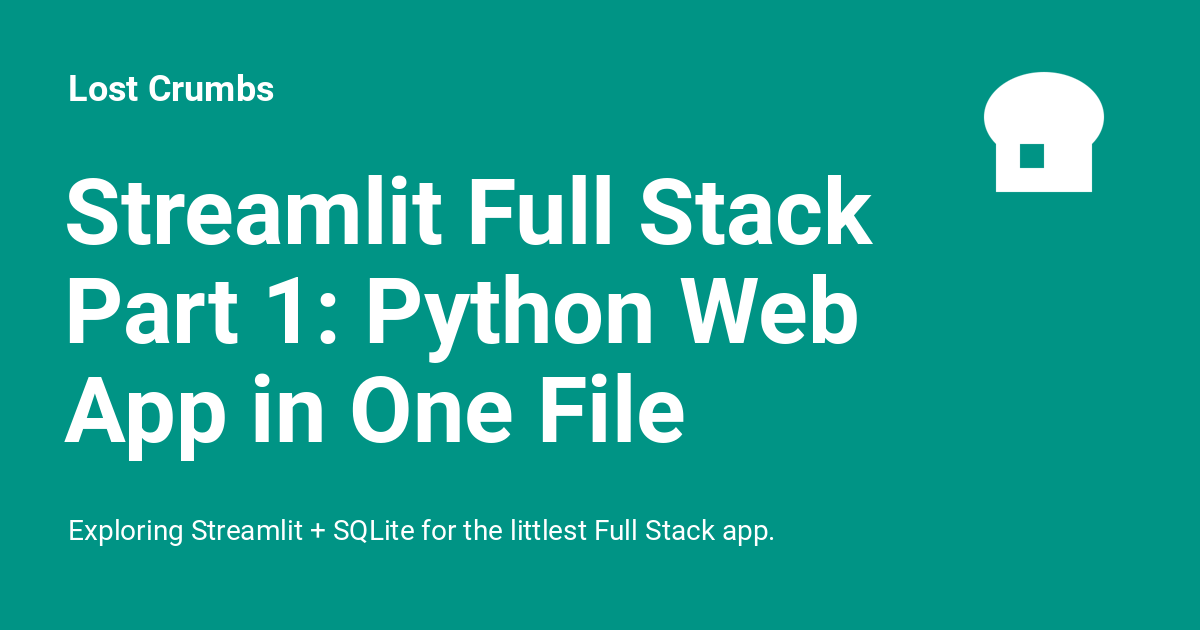 Lost Crumbs
Streamlit Full Stack
Part 1: Python Web
App in One File
Exploring Streamlit + SQLite for the littlest Full Stack app.